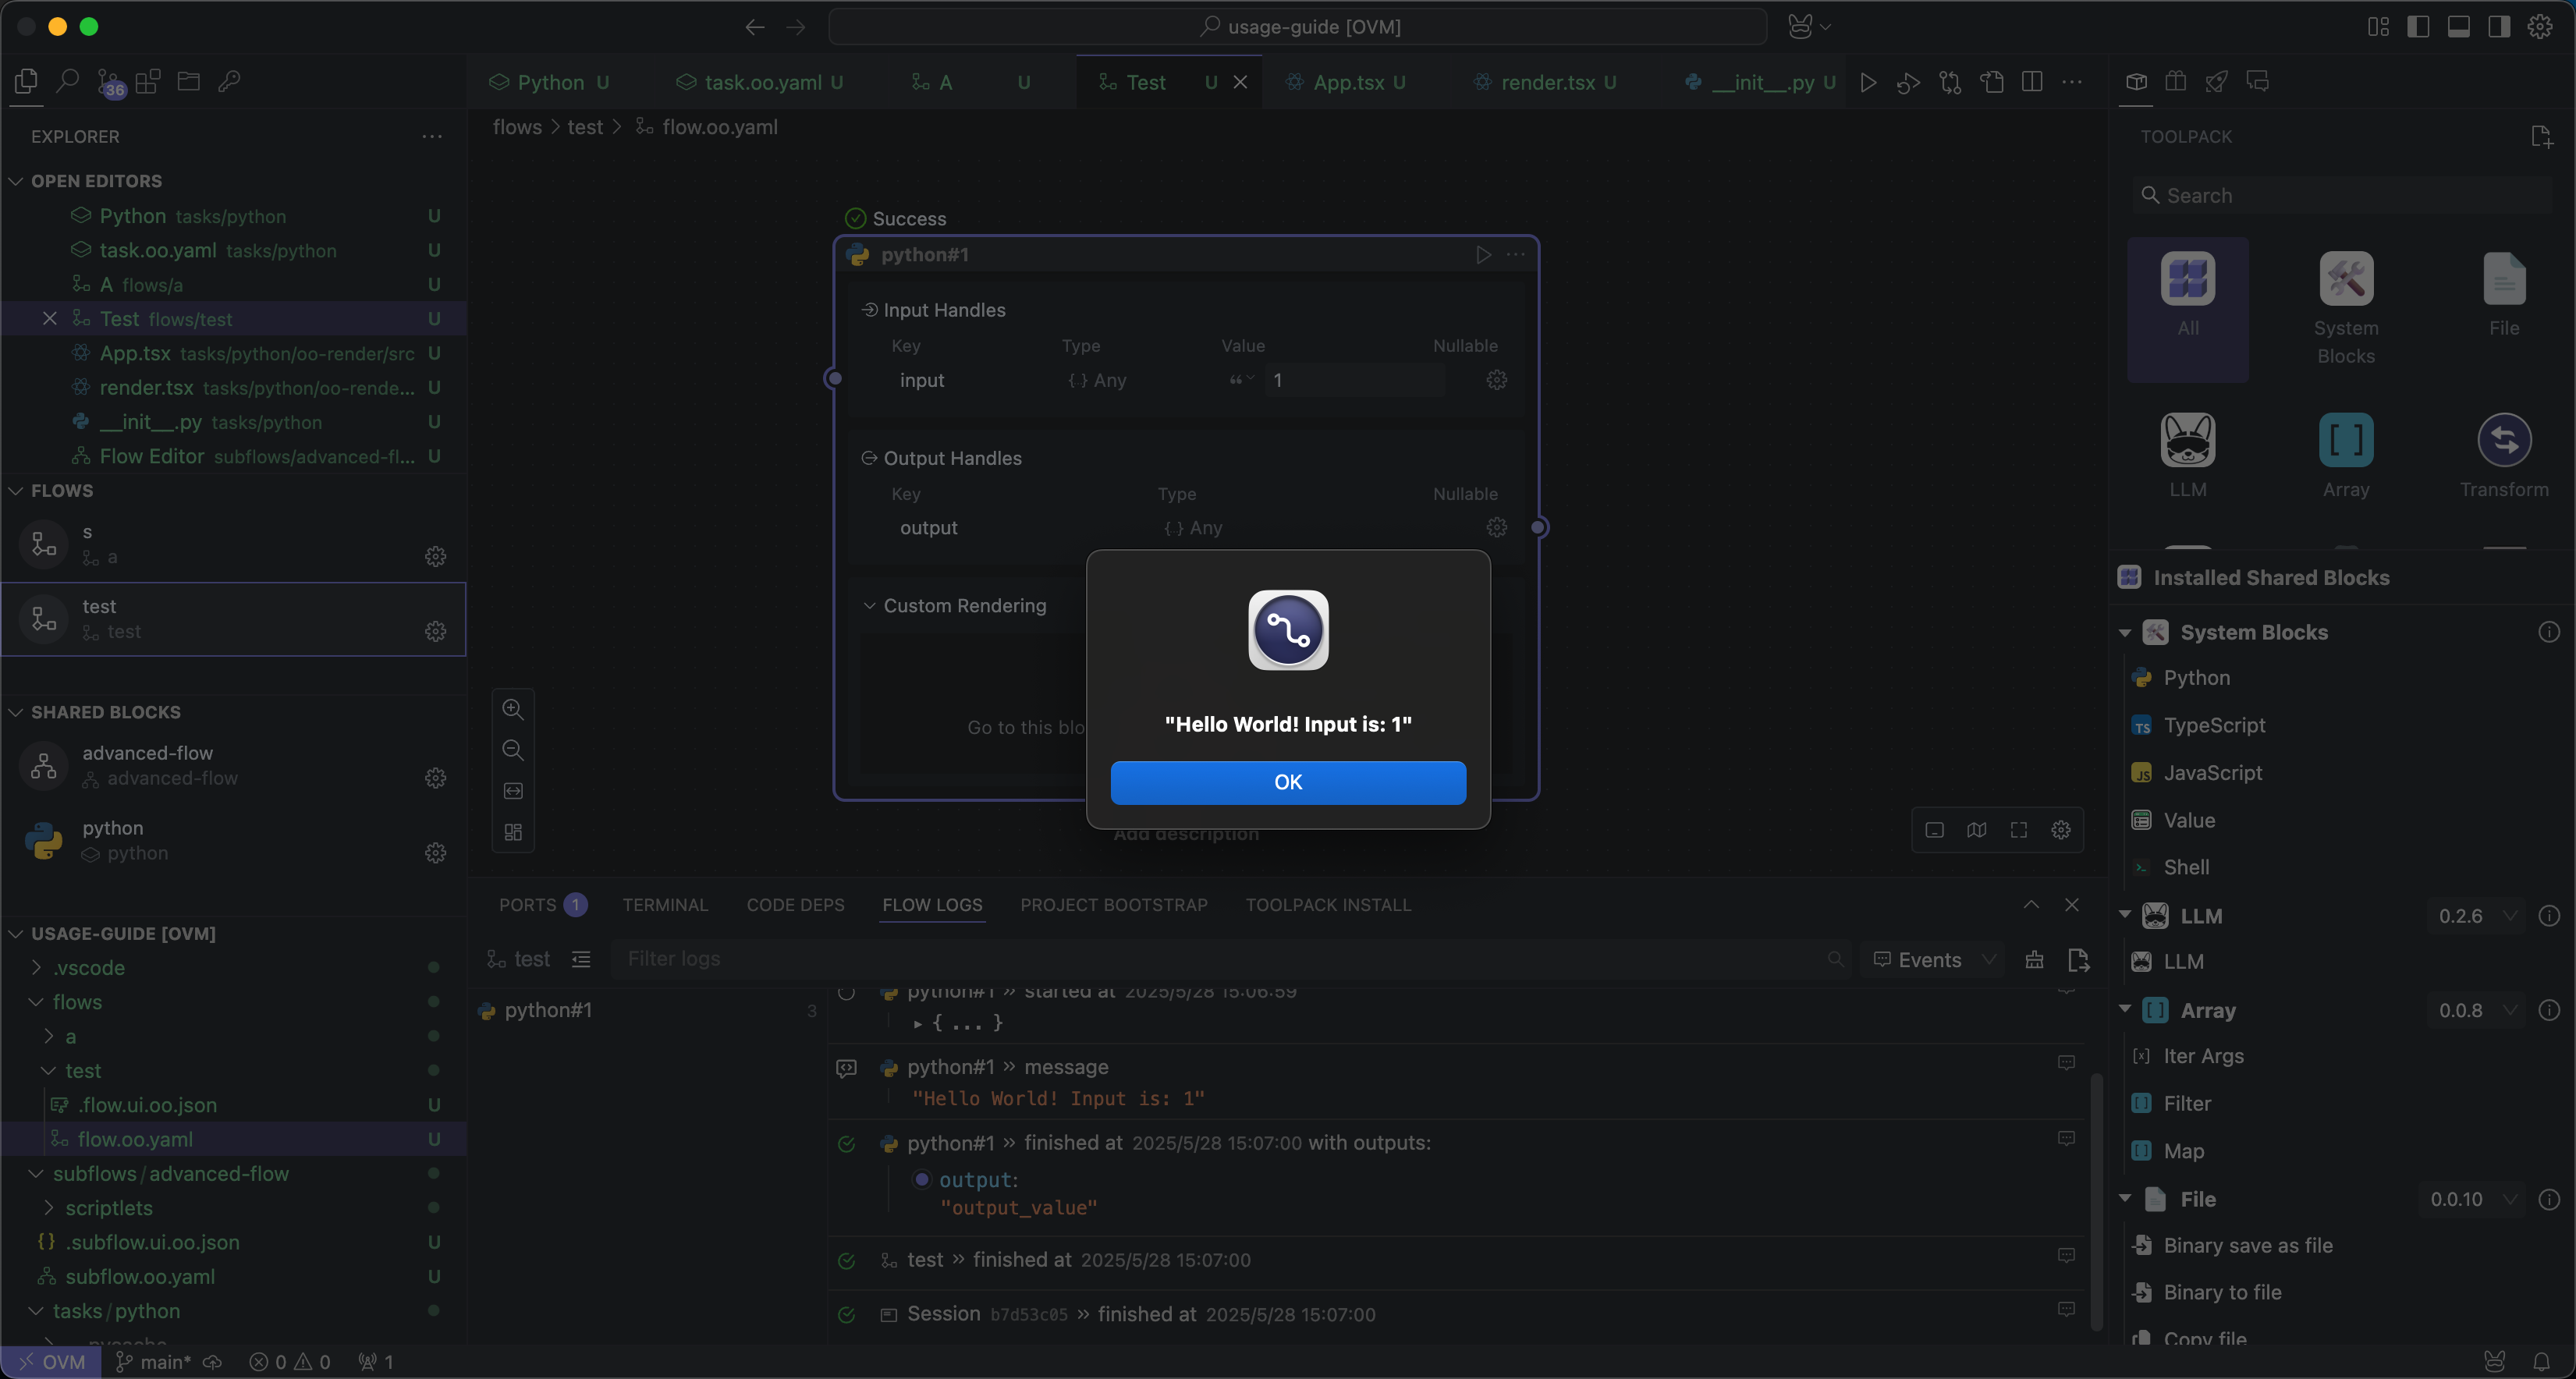 usage-guide [OVM]
36
Python U
task.oo.yaml U
A U
Test U
App.tsx U
render.tsx U
__init__.py U
EXPLORER
OPEN EDITORS
Python tasks/python U
task.oo.yaml tasks/python U
A flows/a U
Test flows/test U
App.tsx tasks/python/oo-render/src U
render.tsx tasks/python/oo-rende... U
__init__.py tasks/python U
Flow Editor subflows/advanced-fl... U
FLOWS
s
a
test
test
SHARED BLOCKS
advanced-flow
advanced-flow
python
python
USAGE-GUIDE [OVM]
.vscode
flows
a
test
.flow.ui.oo.json U
flow.oo.yaml U
subflows/advanced-flow
scriptlets
.subflow.ui.oo.json U
subflow.oo.yaml U
tasks/python
OVM
main*
0
0
1
flows > test > flow.oo.yaml
Success
python#1
Input Handles
Key Type Value Nullable
input Any 1
Output Handles
Key Type Nullable
output Any
Custom Rendering
Go to this blo
Add description
"Hello World! Input is: 1"
OK
PORTS 1
TERMINAL
CODE DEPS
FLOW LOGS
PROJECT BOOTSTRAP
TOOLPACK INSTALL
test
Filter logs
Events
python#1 3
python#1 » started at 2025/5/28 15:06:59
{ ... }
python#1 » message
"Hello World! Input is: 1"
python#1 » finished at 2025/5/28 15:07:00 with outputs:
output:
"output_value"
test » finished at 2025/5/28 15:07:00
Session b7d53c05 » finished at 2025/5/28 15:07:00
TOOLPACK
Search
All
System
Blocks
File
LLM
Array
Transform
Installed Shared Blocks
System Blocks
Python
TS TypeScript
JS JavaScript
Value
Shell
LLM 0.2.6
LLM
Array 0.0.8
Iter Args
Filter
Map
File 0.0.10
Binary save as file
Binary to file
Copy file